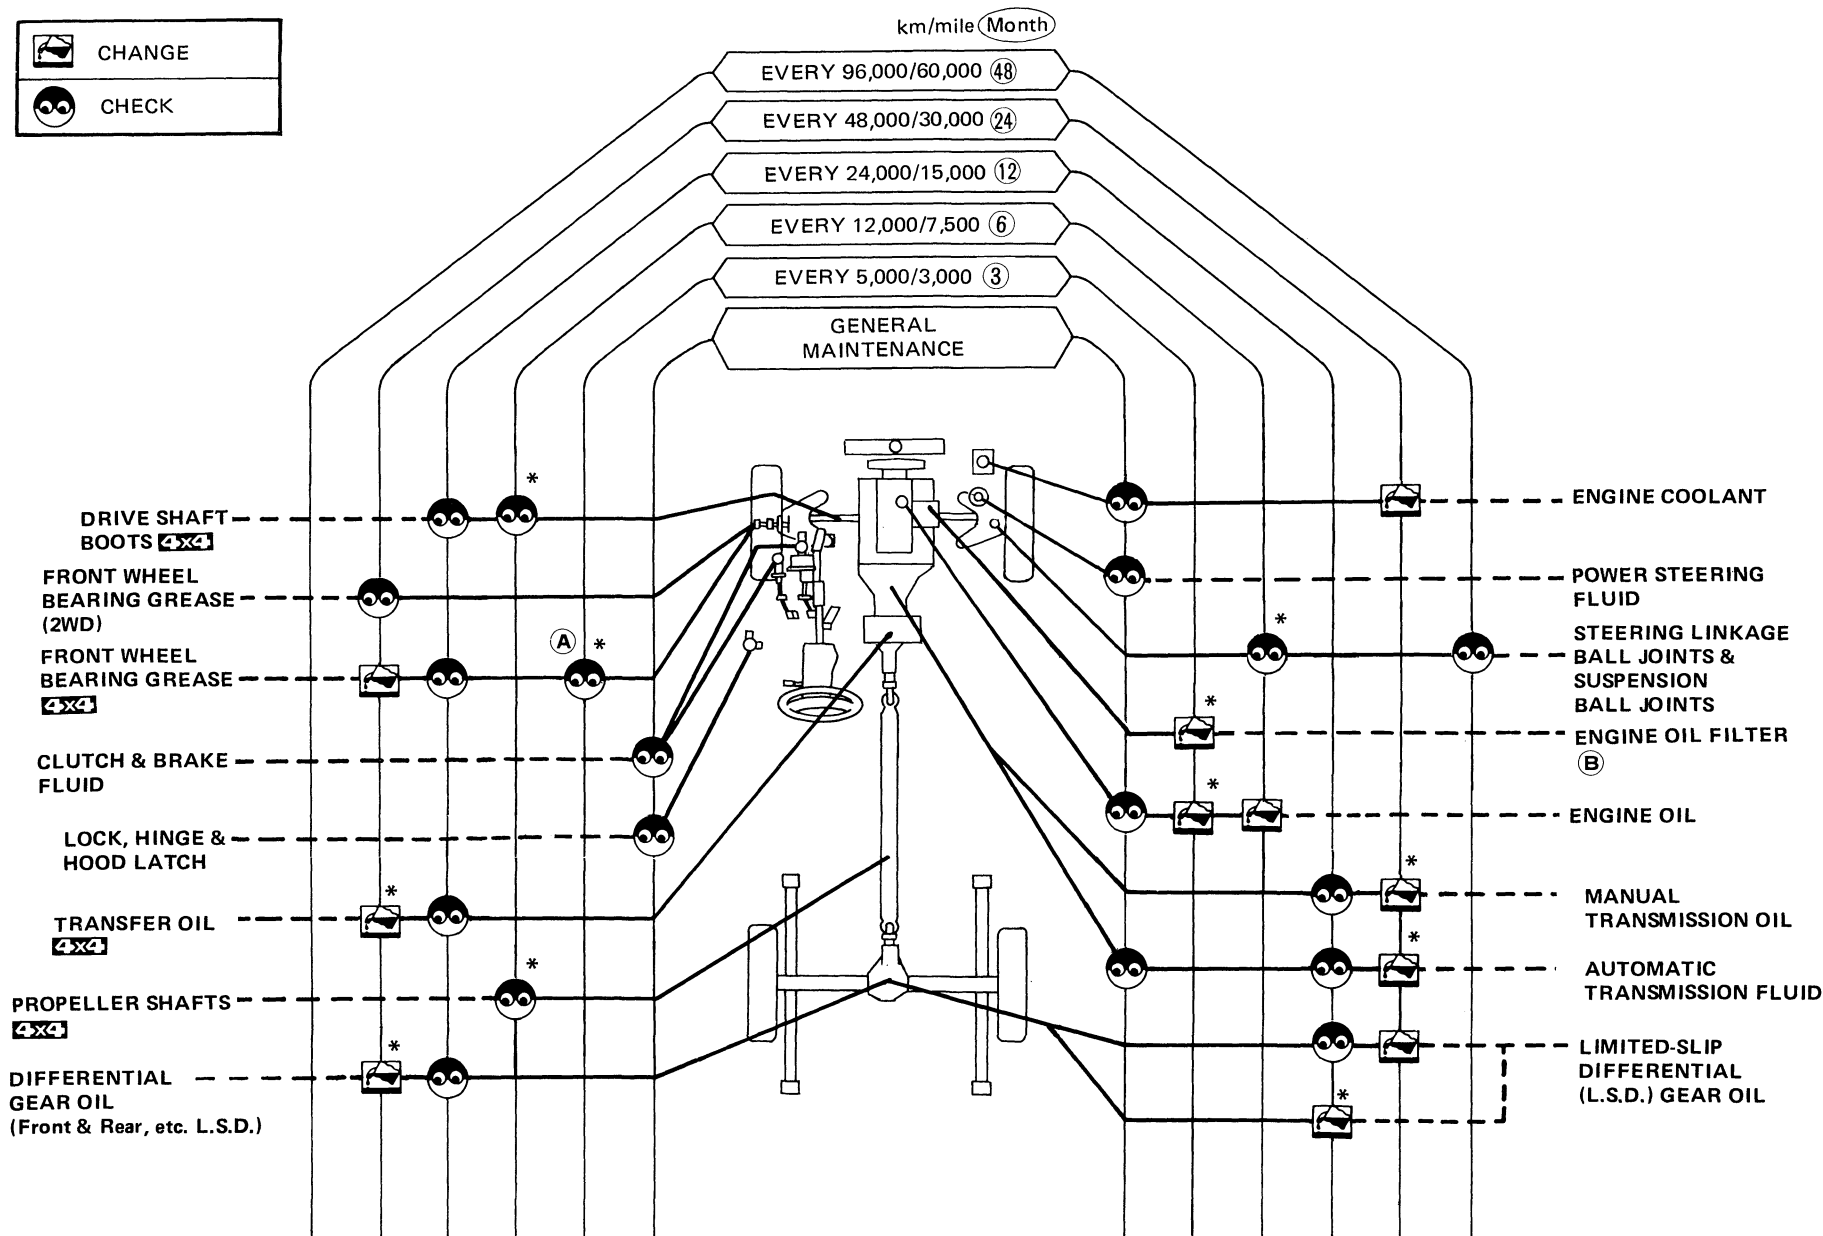 CHANGE
CHECK
km/mile Month
EVERY 96,000/60,000 48
EVERY 48,000/30,000 24
EVERY 24,000/15,000 12
EVERY 12,000/7,500 6
EVERY 5,000/3,000 3
GENERAL
MAINTENANCE
*
DRIVE SHAFT
BOOTS 4x4
FRONT WHEEL
BEARING GREASE
(2WD)
A *
FRONT WHEEL
BEARING GREASE
4x4
CLUTCH & BRAKE
FLUID
LOCK, HINGE &
HOOD LATCH
*
TRANSFER OIL
4x4
*
PROPELLER SHAFTS
4x4
*
DIFFERENTIAL
GEAR OIL
(Front & Rear, etc. L.S.D.)
ENGINE COOLANT
POWER STEERING
FLUID
*
STEERING LINKAGE
BALL JOINTS &
SUSPENSION
BALL JOINTS
*
ENGINE OIL FILTER
B
*
ENGINE OIL
*
MANUAL
TRANSMISSION OIL
*
AUTOMATIC
TRANSMISSION FLUID
LIMITED-SLIP
DIFFERENTIAL
(L.S.D.) GEAR OIL
*